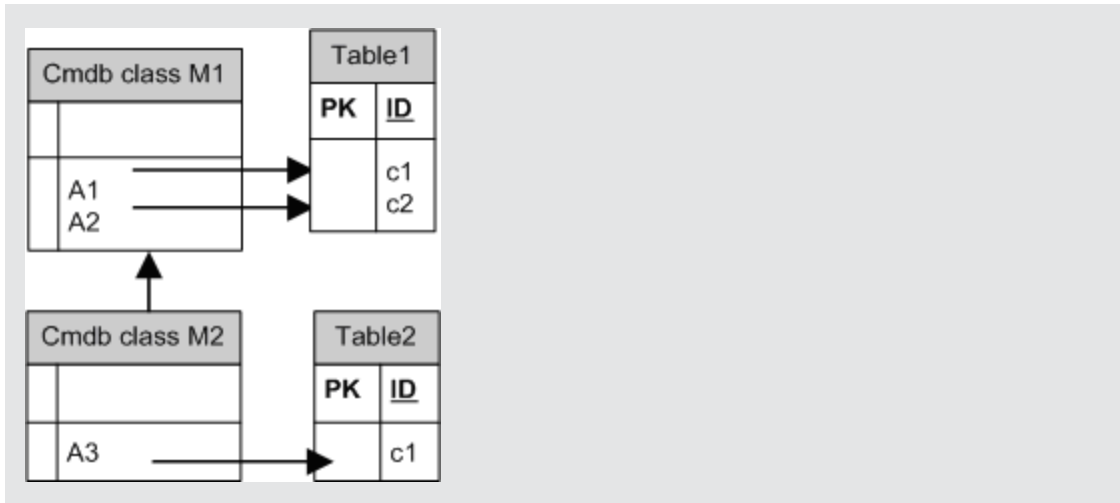 Cmdb class M1
A1
A2
Table1
PK ID
c1
c2
Cmdb class M2
A3
Table2
PK ID
c1